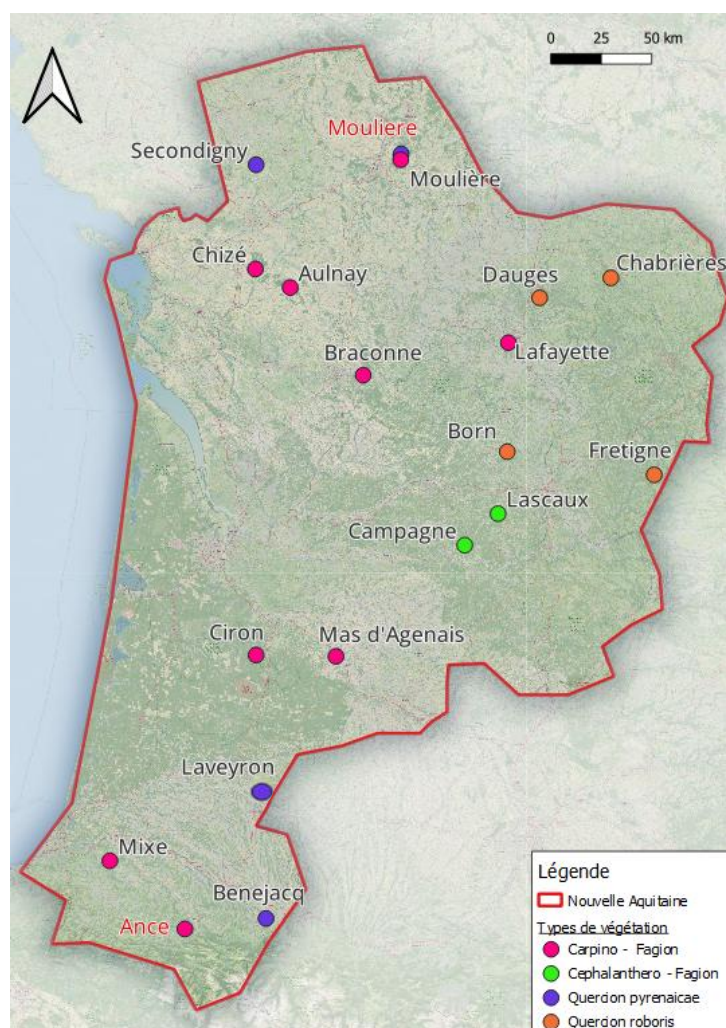 0 25 50 km
Mouliere
Secondigny
Moulière
Chizé
Aulnay
Dauges
Chabrières
Braconne
Lafayette
Born
Fretigne
Lascaux
Campagne
Ciron
Mas d'Agenais
Laveyron
Mixe
Benejacq
Ance
Légende
Nouvelle Aquitaine
Types de végétation
Carpino - Fagion
Cephalanthero - Fagion
Quercion pyrenaicae
Quercion roboris